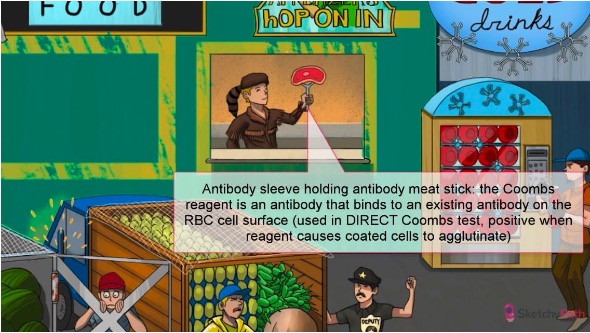 FOOD
HOP ON IN
drinks
Antibody sleeve holding antibody meat stick: the Coombs
reagent is an antibody that binds to an existing antibody on the
RBC cell surface (used in DIRECT Coombs test, positive when
reagent causes coated cells to agglutinate)
DEPUTY